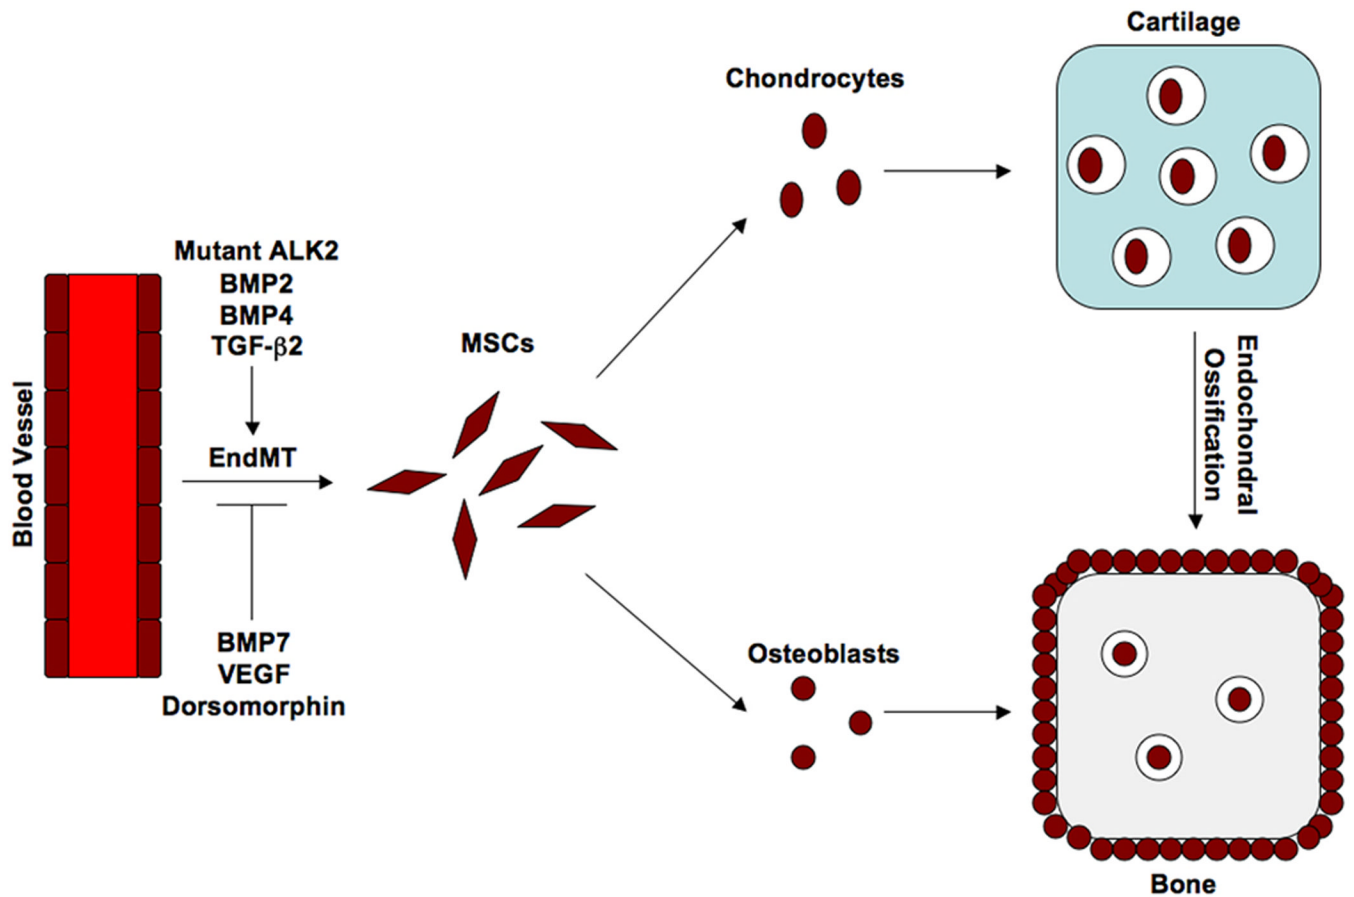 Cartilage
Chondrocytes
Mutant ALK2
BMP2
BMP4
TGF-β2
MSCs
Blood Vessel
EndMT
Endochondral
Ossification
BMP7
VEGF
Dorsomorphin
Osteoblasts
Bone